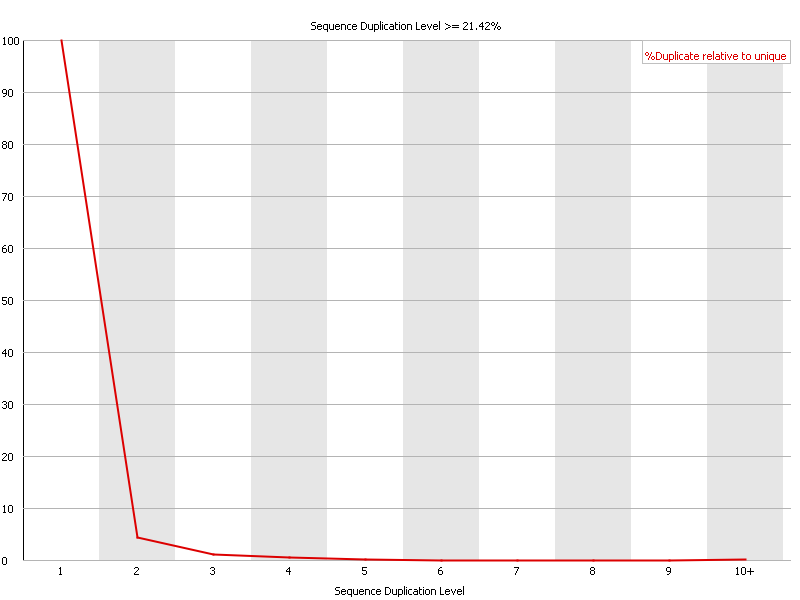 Sequence Duplication Level >= 21.42%
%Duplicate relative to unique
100
90
80
70
60
50
40
30
20
10
0
1 2 3 4 5 6 7 8 9 10+
Sequence Duplication Level